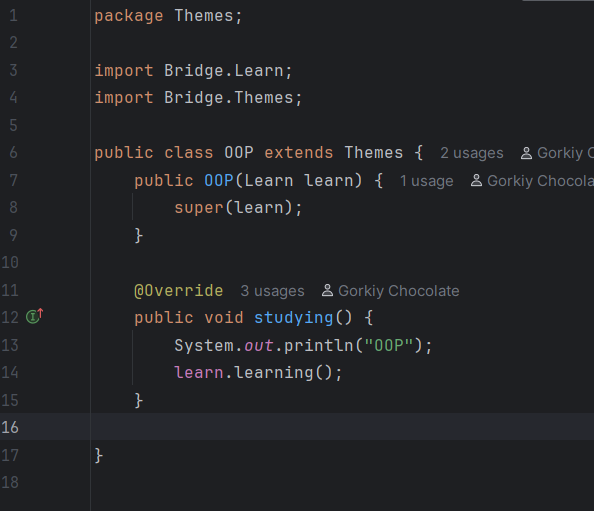 1 package Themes;
2
3 import Bridge.Learn;
4 import Bridge.Themes;
5
6 public class OOP extends Themes { 2 usages Gorkiy C
7 public OOP(Learn learn) { 1 usage Gorkiy Chocola
8 super(learn);
9 }
10
11 @Override 3 usages Gorkiy Chocolate
12 public void studying() {
13 System.out.println("OOP");
14 learn.learning();
15 }
16
17 }
18